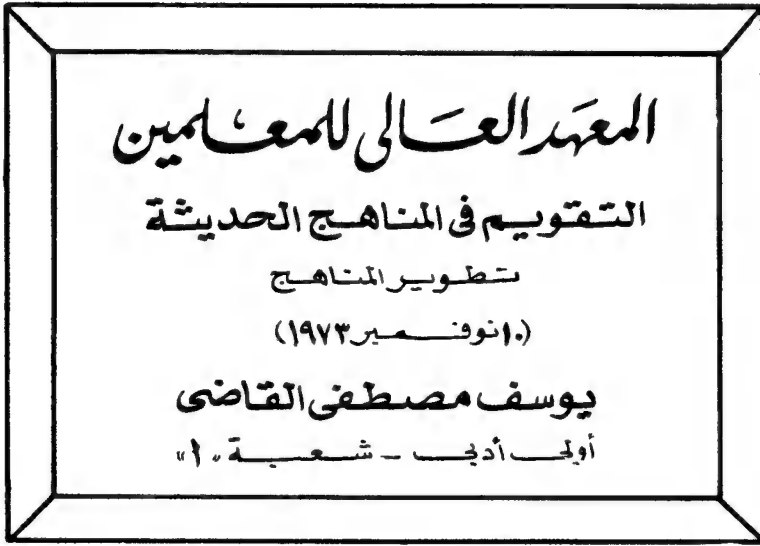 المعهد العالى للمعلمين
التقويم فى المناهج الحديثة
تطوير المناهج
(١٠ نوفمبر ١٩٧٣)
يوسف مصطفى القاضى
أولى أدبى - شعبة «١»